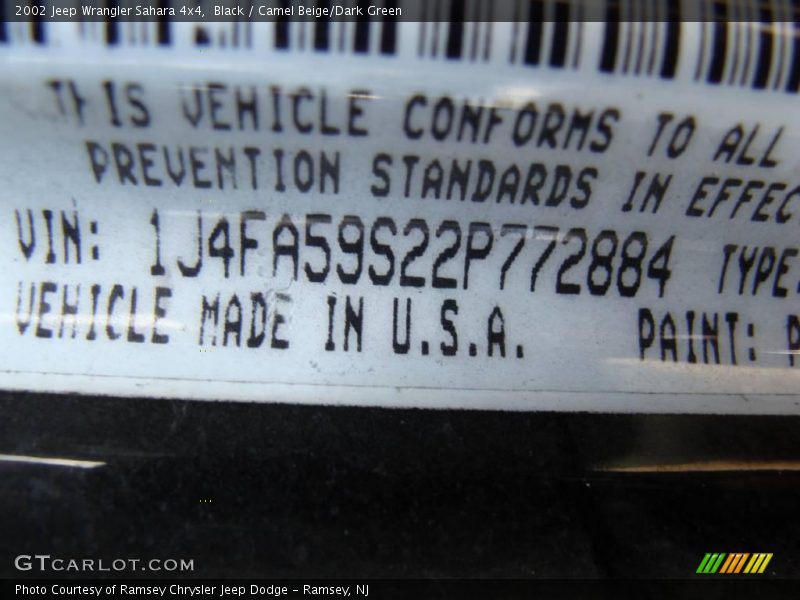 2002 Jeep Wrangler Sahara 4x4, Black / Camel Beige/Dark Green
THIS VEHICLE CONFORMS TO ALL
PREVENTION STANDARDS IN EFFEC
VIN: 1J4FA59S22P772884 TYPE:
VEHICLE MADE IN U.S.A. PAINT: P
GTCARLOT.COM
Photo Courtesy of Ramsey Chrysler Jeep Dodge – Ramsey, NJ